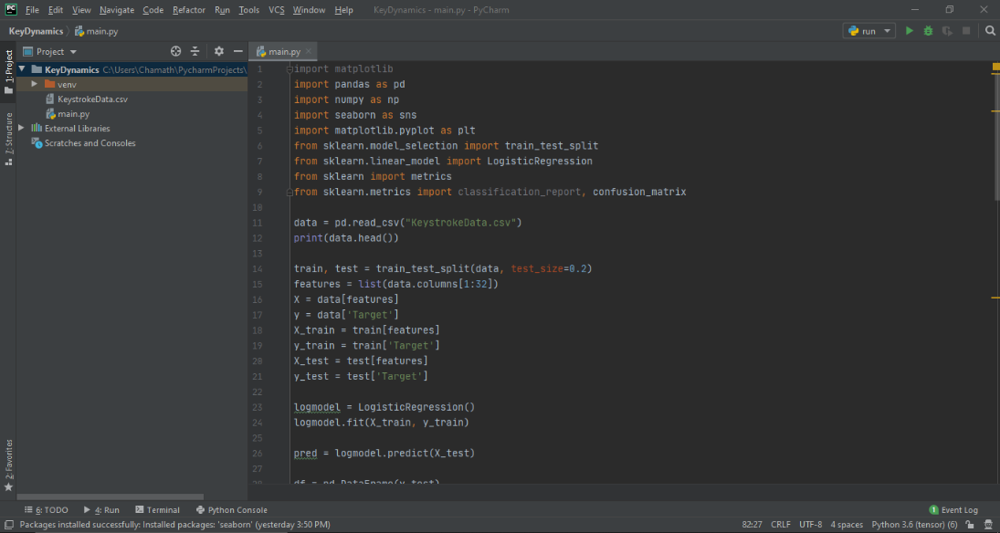 PC File Edit View Navigate Code Refactor Run Tools VCS Window Help KeyDynamics - main.py - PyCharm
KeyDynamics main.py run
Project main.py
KeyDynamics C:\Users\Chamath\PycharmProjects\
venv
KeystrokeData.csv
main.py
External Libraries
Scratches and Consoles
1: Project
7: Structure
2: Favorites
1 import matplotlib
2 import pandas as pd
3 import numpy as np
4 import seaborn as sns
5 import matplotlib.pyplot as plt
6 from sklearn.model_selection import train_test_split
7 from sklearn.linear_model import LogisticRegression
8 from sklearn import metrics
9 from sklearn.metrics import classification_report, confusion_matrix
10
11 data = pd.read_csv("KeystrokeData.csv")
12 print(data.head())
13
14 train, test = train_test_split(data, test_size=0.2)
15 features = list(data.columns[1:32])
16 X = data[features]
17 y = data['Target']
18 X_train = train[features]
19 y_train = train['Target']
20 X_test = test[features]
21 y_test = test['Target']
22
23 logmodel = LogisticRegression()
24 logmodel.fit(X_train, y_train)
25
26 pred = logmodel.predict(X_test)
27
28 df = pd.DataFrame(y_test)
6: TODO 4: Run Terminal Python Console 1 Event Log
Packages installed successfully: Installed packages: 'seaborn' (yesterday 3:50 PM) 82:27 CRLF UTF-8 4 spaces Python 3.6 (tensor) (6)